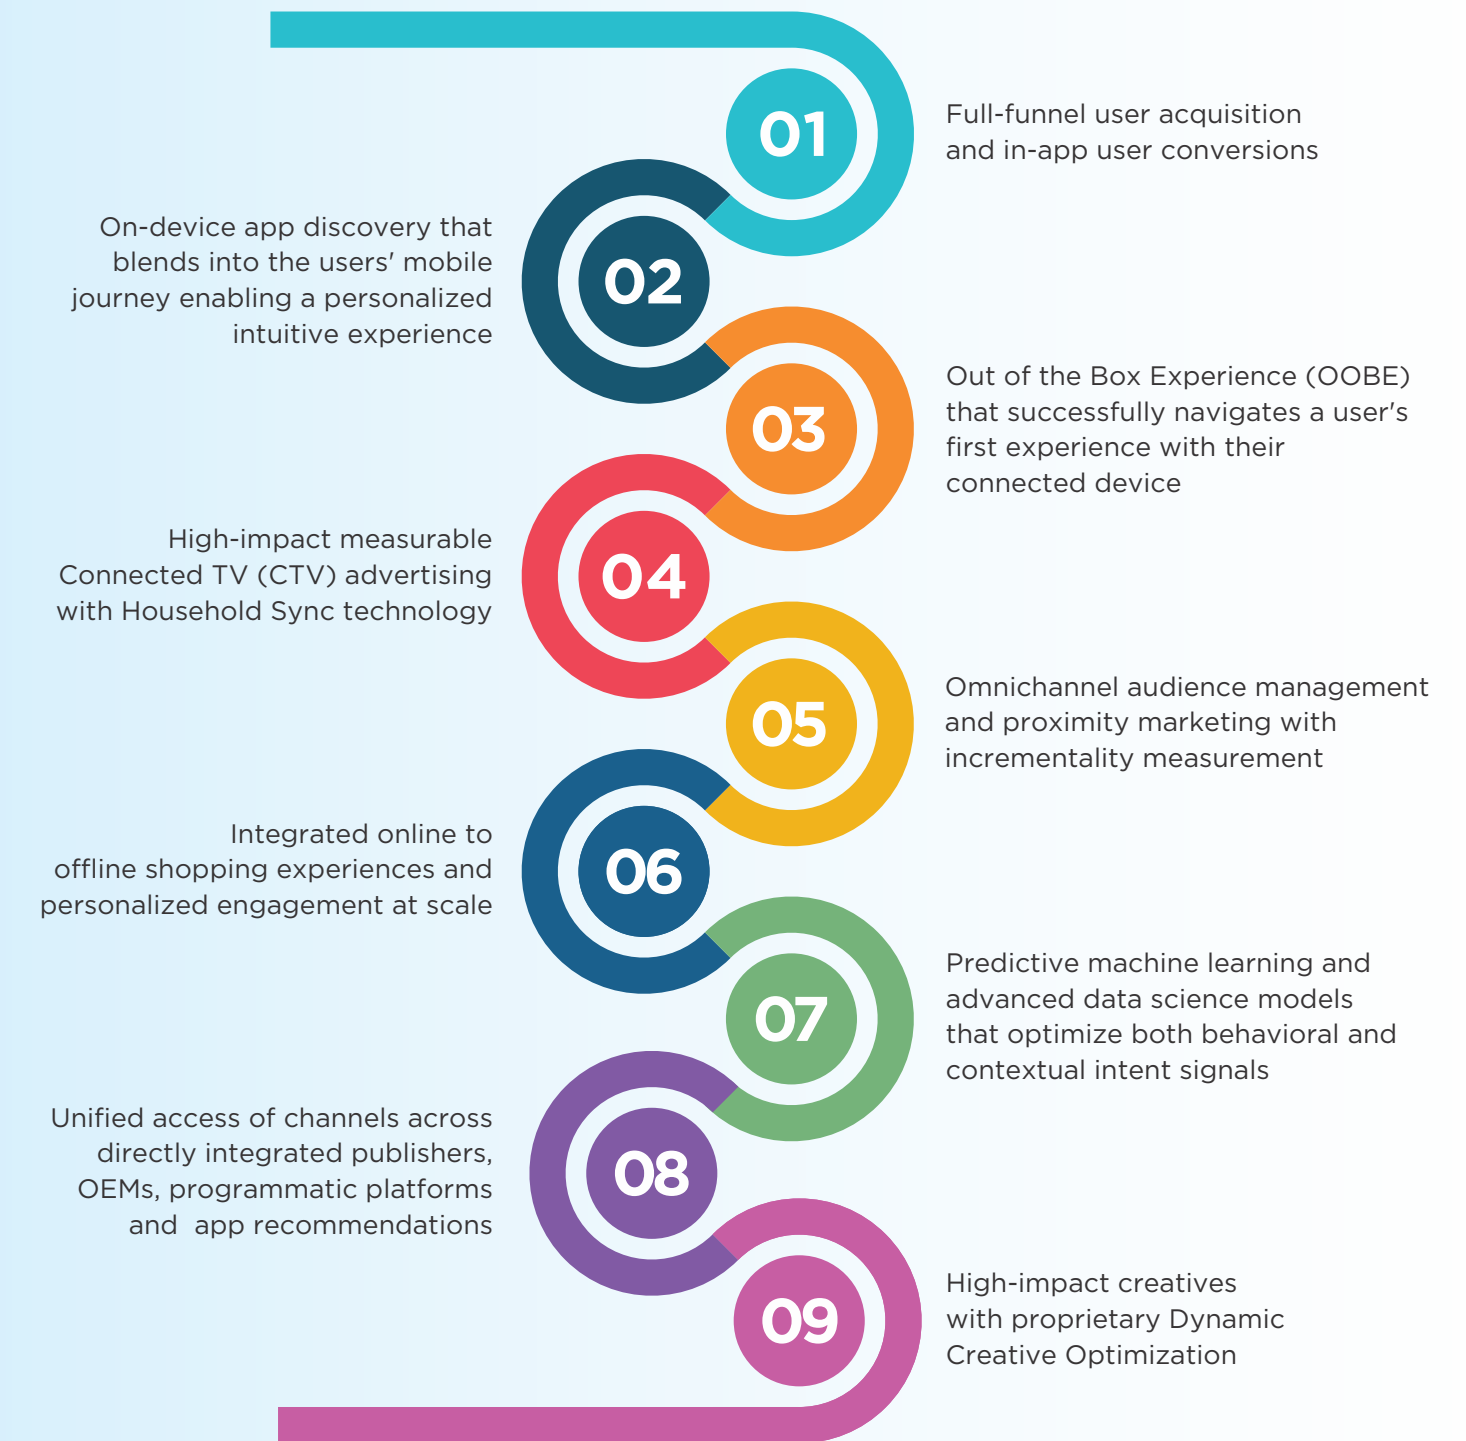 01
Full-funnel user acquisition
and in-app user conversions
On-device app discovery that
blends into the users' mobile
journey enabling a personalized
intuitive experience
02
03
Out of the Box Experience (OOBE)
that successfully navigates a user's
first experience with their
connected device
High-impact measurable
Connected TV (CTV) advertising
with Household Sync technology
04
05
Omnichannel audience management
and proximity marketing with
incrementality measurement
Integrated online to
offline shopping experiences and
personalized engagement at scale
06
07
Predictive machine learning and
advanced data science models
that optimize both behavioral and
contextual intent signals
Unified access of channels across
directly integrated publishers,
OEMs, programmatic platforms
and  app recommendations
08
09
High-impact creatives
with proprietary Dynamic
Creative Optimization